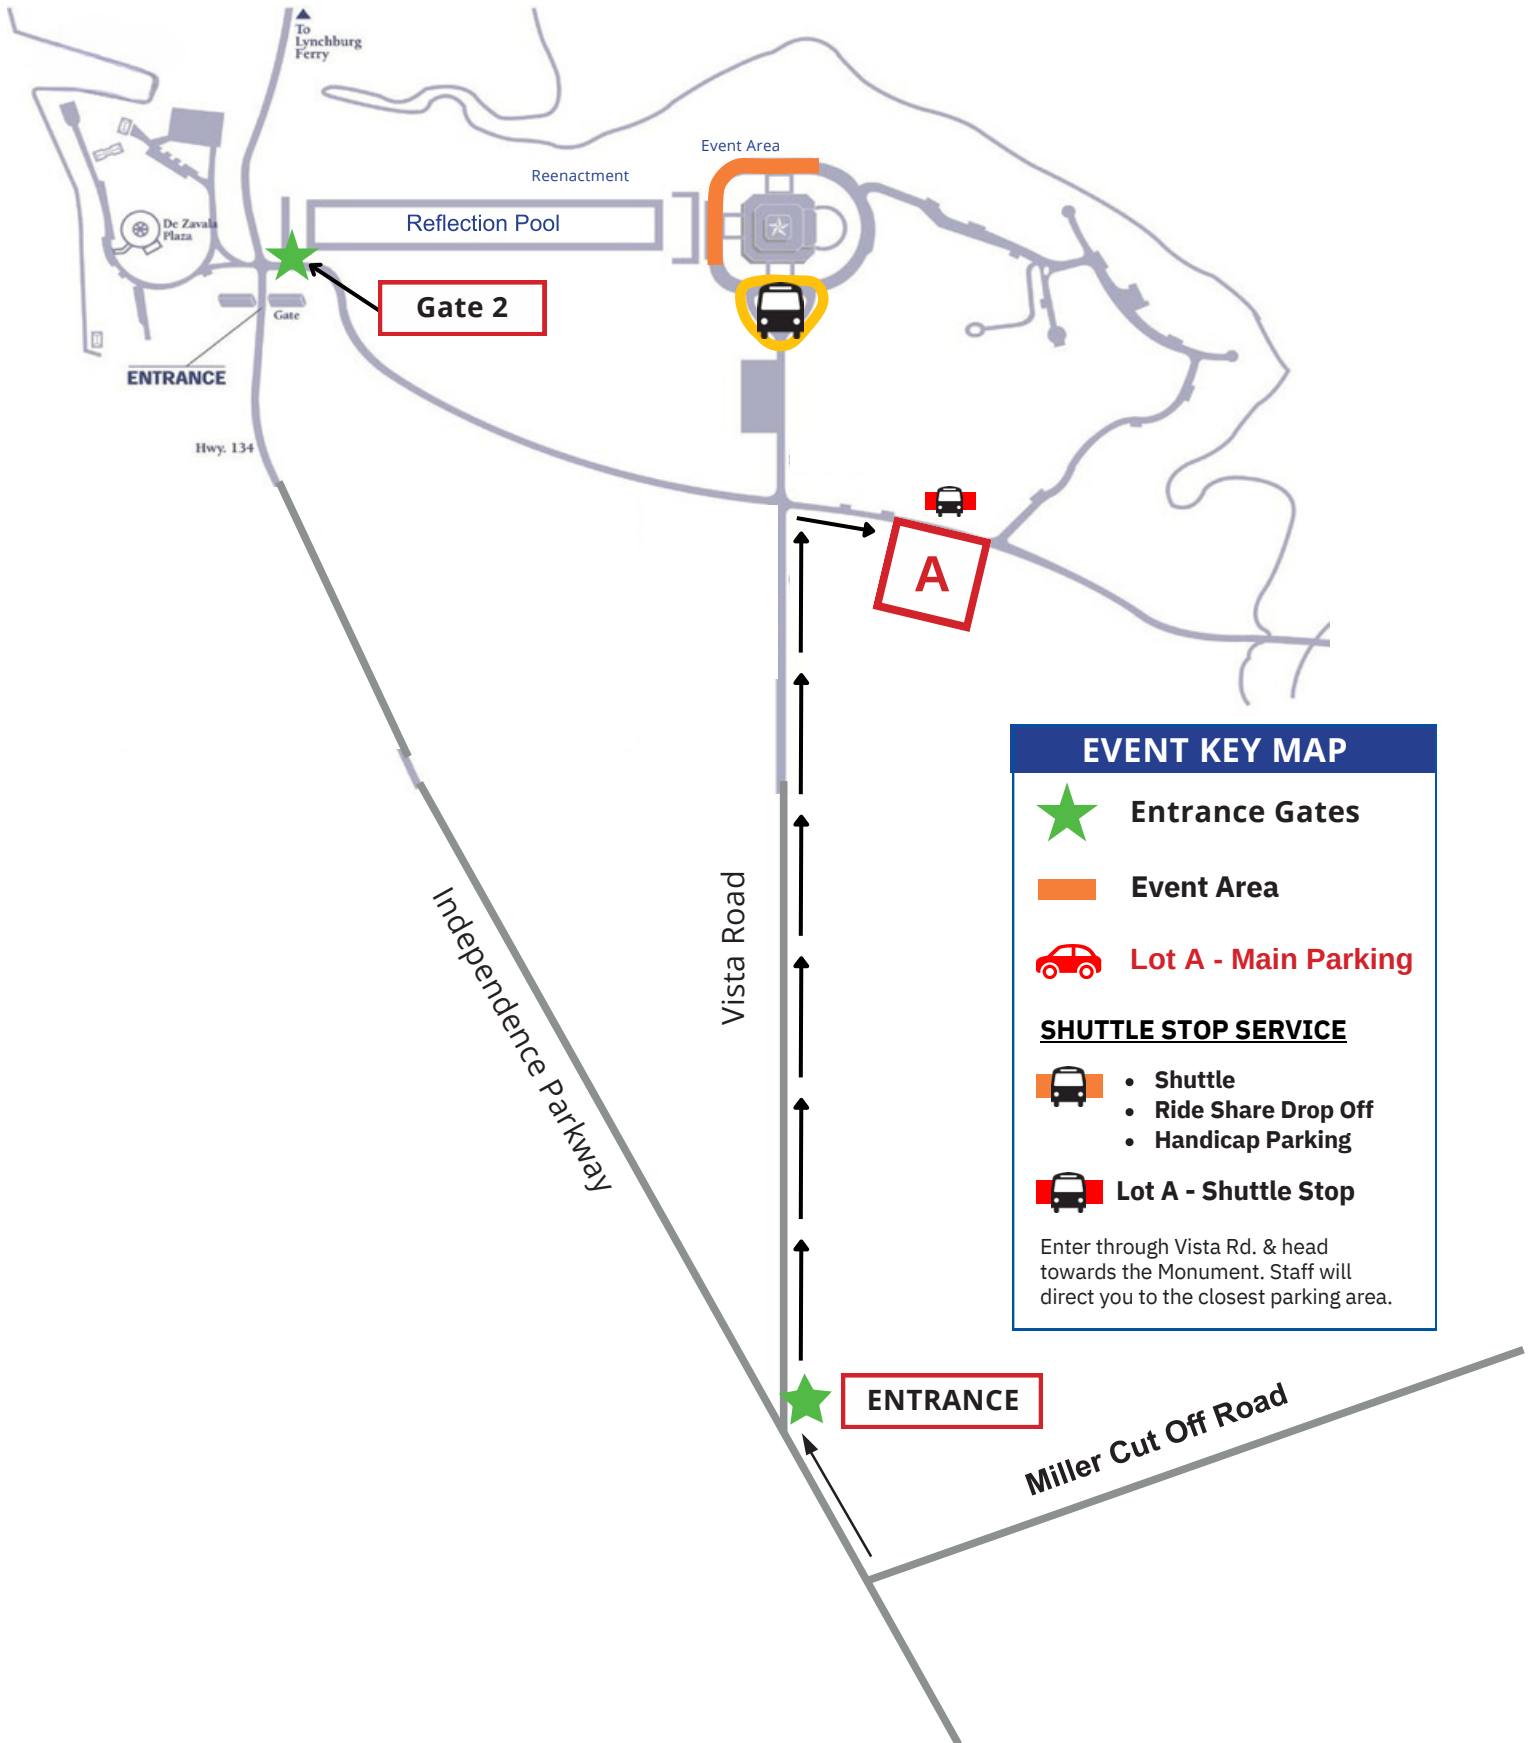 To
Lynchburg
Ferry
Event Area
Reenactment
Reflection Pool
De Zavala
Plaza
Gate 2
Gate
ENTRANCE
Hwy. 134
A
EVENT KEY MAP
Entrance Gates
Event Area
Lot A - Main Parking
SHUTTLE STOP SERVICE
• Shuttle
• Ride Share Drop Off
• Handicap Parking
Lot A - Shuttle Stop
Enter through Vista Rd. & head
towards the Monument. Staff will
direct you to the closest parking area.
Independence Parkway
Vista Road
ENTRANCE
Miller Cut Off Road